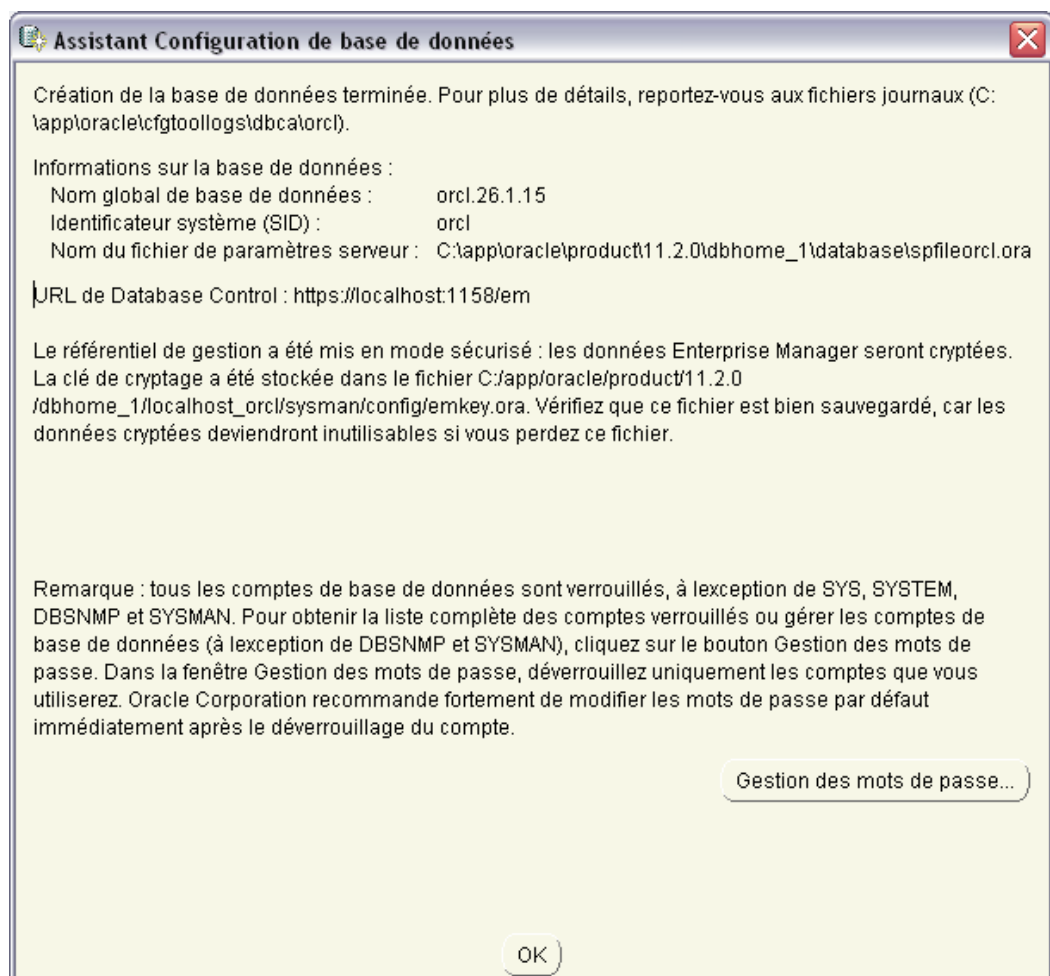 Assistant Configuration de base de données
Création de la base de données terminée. Pour plus de détails, reportez-vous aux fichiers journaux (C:
\app\oracle\cfgtoollogs\dbca\orcl).
Informations sur la base de données :
Nom global de base de données : orcl.26.1.15
Identificateur système (SID) : orcl
Nom du fichier de paramètres serveur : C:\app\oracle\product\11.2.0\dbhome_1\database\spfileorcl.ora
URL de Database Control : https://localhost:1158/em
Le référentiel de gestion a été mis en mode sécurisé : les données Enterprise Manager seront cryptées.
La clé de cryptage a été stockée dans le fichier C:/app/oracle/product/11.2.0
/dbhome_1/localhost_orcl/sysman/config/emkey.ora. Vérifiez que ce fichier est bien sauvegardé, car les
données cryptées deviendront inutilisables si vous perdez ce fichier.
Remarque : tous les comptes de base de données sont verrouillés, à lexception de SYS, SYSTEM,
DBSNMP et SYSMAN. Pour obtenir la liste complète des comptes verrouillés ou gérer les comptes de
base de données (à lexception de DBSNMP et SYSMAN), cliquez sur le bouton Gestion des mots de
passe. Dans la fenêtre Gestion des mots de passe, déverrouillez uniquement les comptes que vous
utiliserez. Oracle Corporation recommande fortement de modifier les mots de passe par défaut
immédiatement après le déverrouillage du compte.
Gestion des mots de passe...
OK